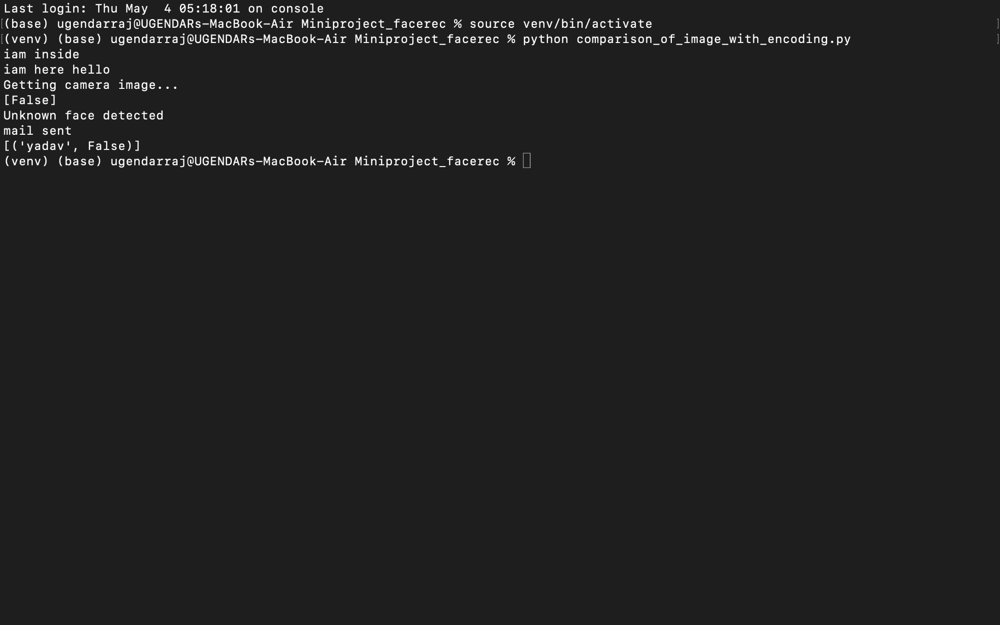 Last login: Thu May  4 05:18:01 on console
[(base) ugendarraj@UGENDARs-MacBook-Air Miniproject_facerec % source venv/bin/activate ]
[(venv) (base) ugendarraj@UGENDARs-MacBook-Air Miniproject_facerec % python comparison_of_image_with_encoding.py ]
iam inside
iam here hello
Getting camera image...
[False]
Unknown face detected
mail sent
[('yadav', False)]
(venv) (base) ugendarraj@UGENDARs-MacBook-Air Miniproject_facerec %